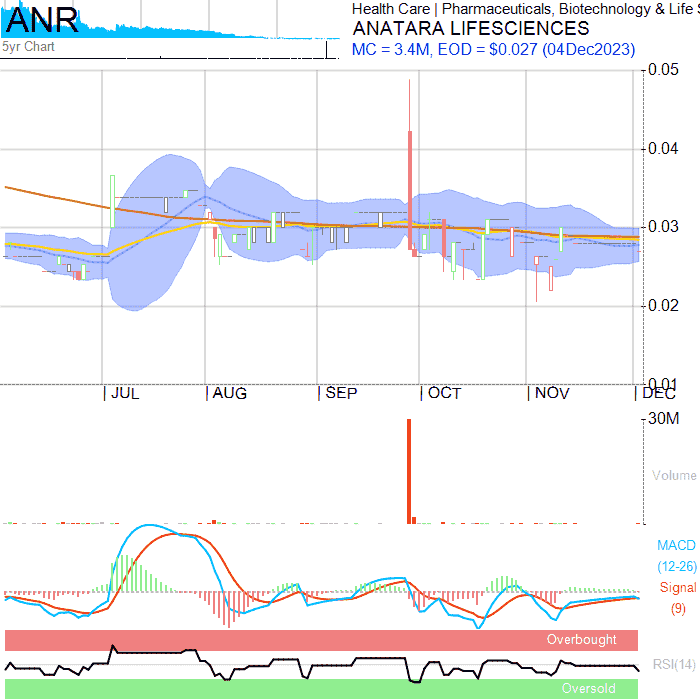 ANR
Health Care | Pharmaceuticals, Biotechnology & Life S
ANATARA LIFESCIENCES
5yr Chart
MC = 3.4M, EOD = $0.027 (04Dec2023)
0.05
0.04
0.03
0.02
0.01
JUL
AUG
SEP
OCT
NOV
DEC
30M
Volume
MACD
(12-26)
Signal
(9)
Overbought
RSI(14)
Oversold